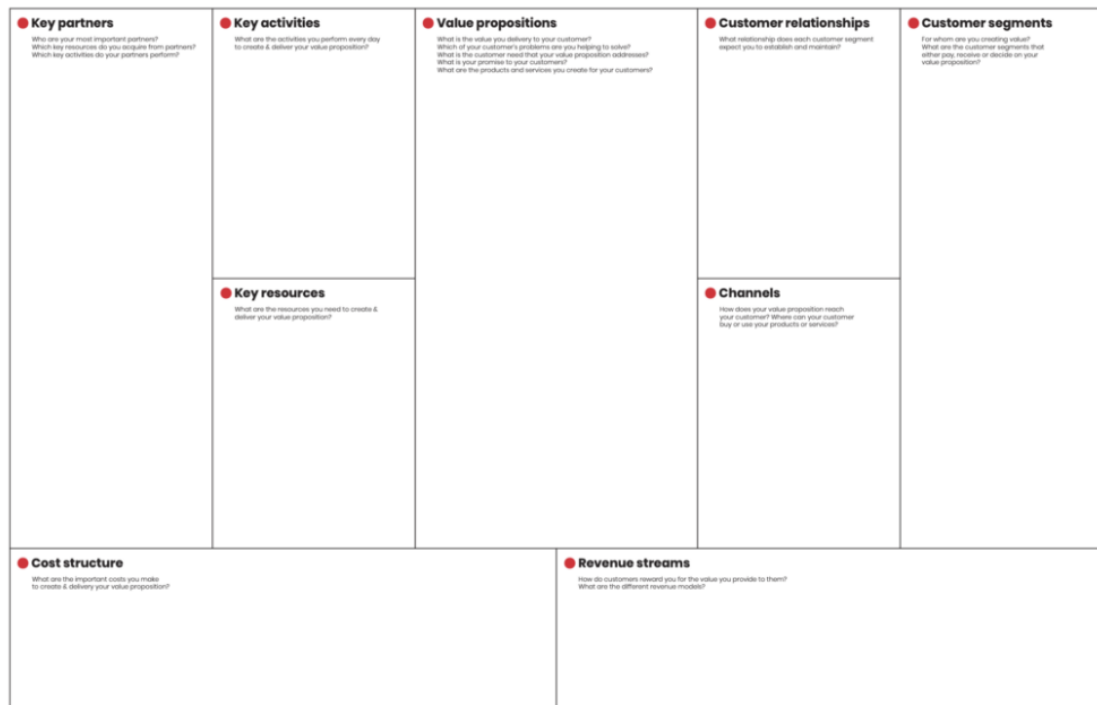 Key partners
Who are your most important partners?
Which key resources do you acquire from partners?
Which key activities do your partners perform?
Key activities
What are the activities you perform every day
to create & deliver your value proposition?
Value propositions
What is the value you delivery to your customer?
Which of your customer's problems are you helping to solve?
What is the customer need that your value proposition addresses?
What is your promise to your customers?
What are the products and services you create for your customers?
Customer relationships
What relationship does each customer segment
expect you to establish and maintain?
Customer segments
For whom are you creating value?
What are the customer segments that
either pay, receive or decide on your
value proposition?
Key resources
What are the resources you need to create &
deliver your value proposition?
Channels
How does your value proposition reach
your customer? Where can your customer
buy or use your products or services?
Cost structure
What are the important costs you make
to create & delivery your value proposition?
Revenue streams
How do customers reward you for the value you provide to them?
What are the different revenue models?